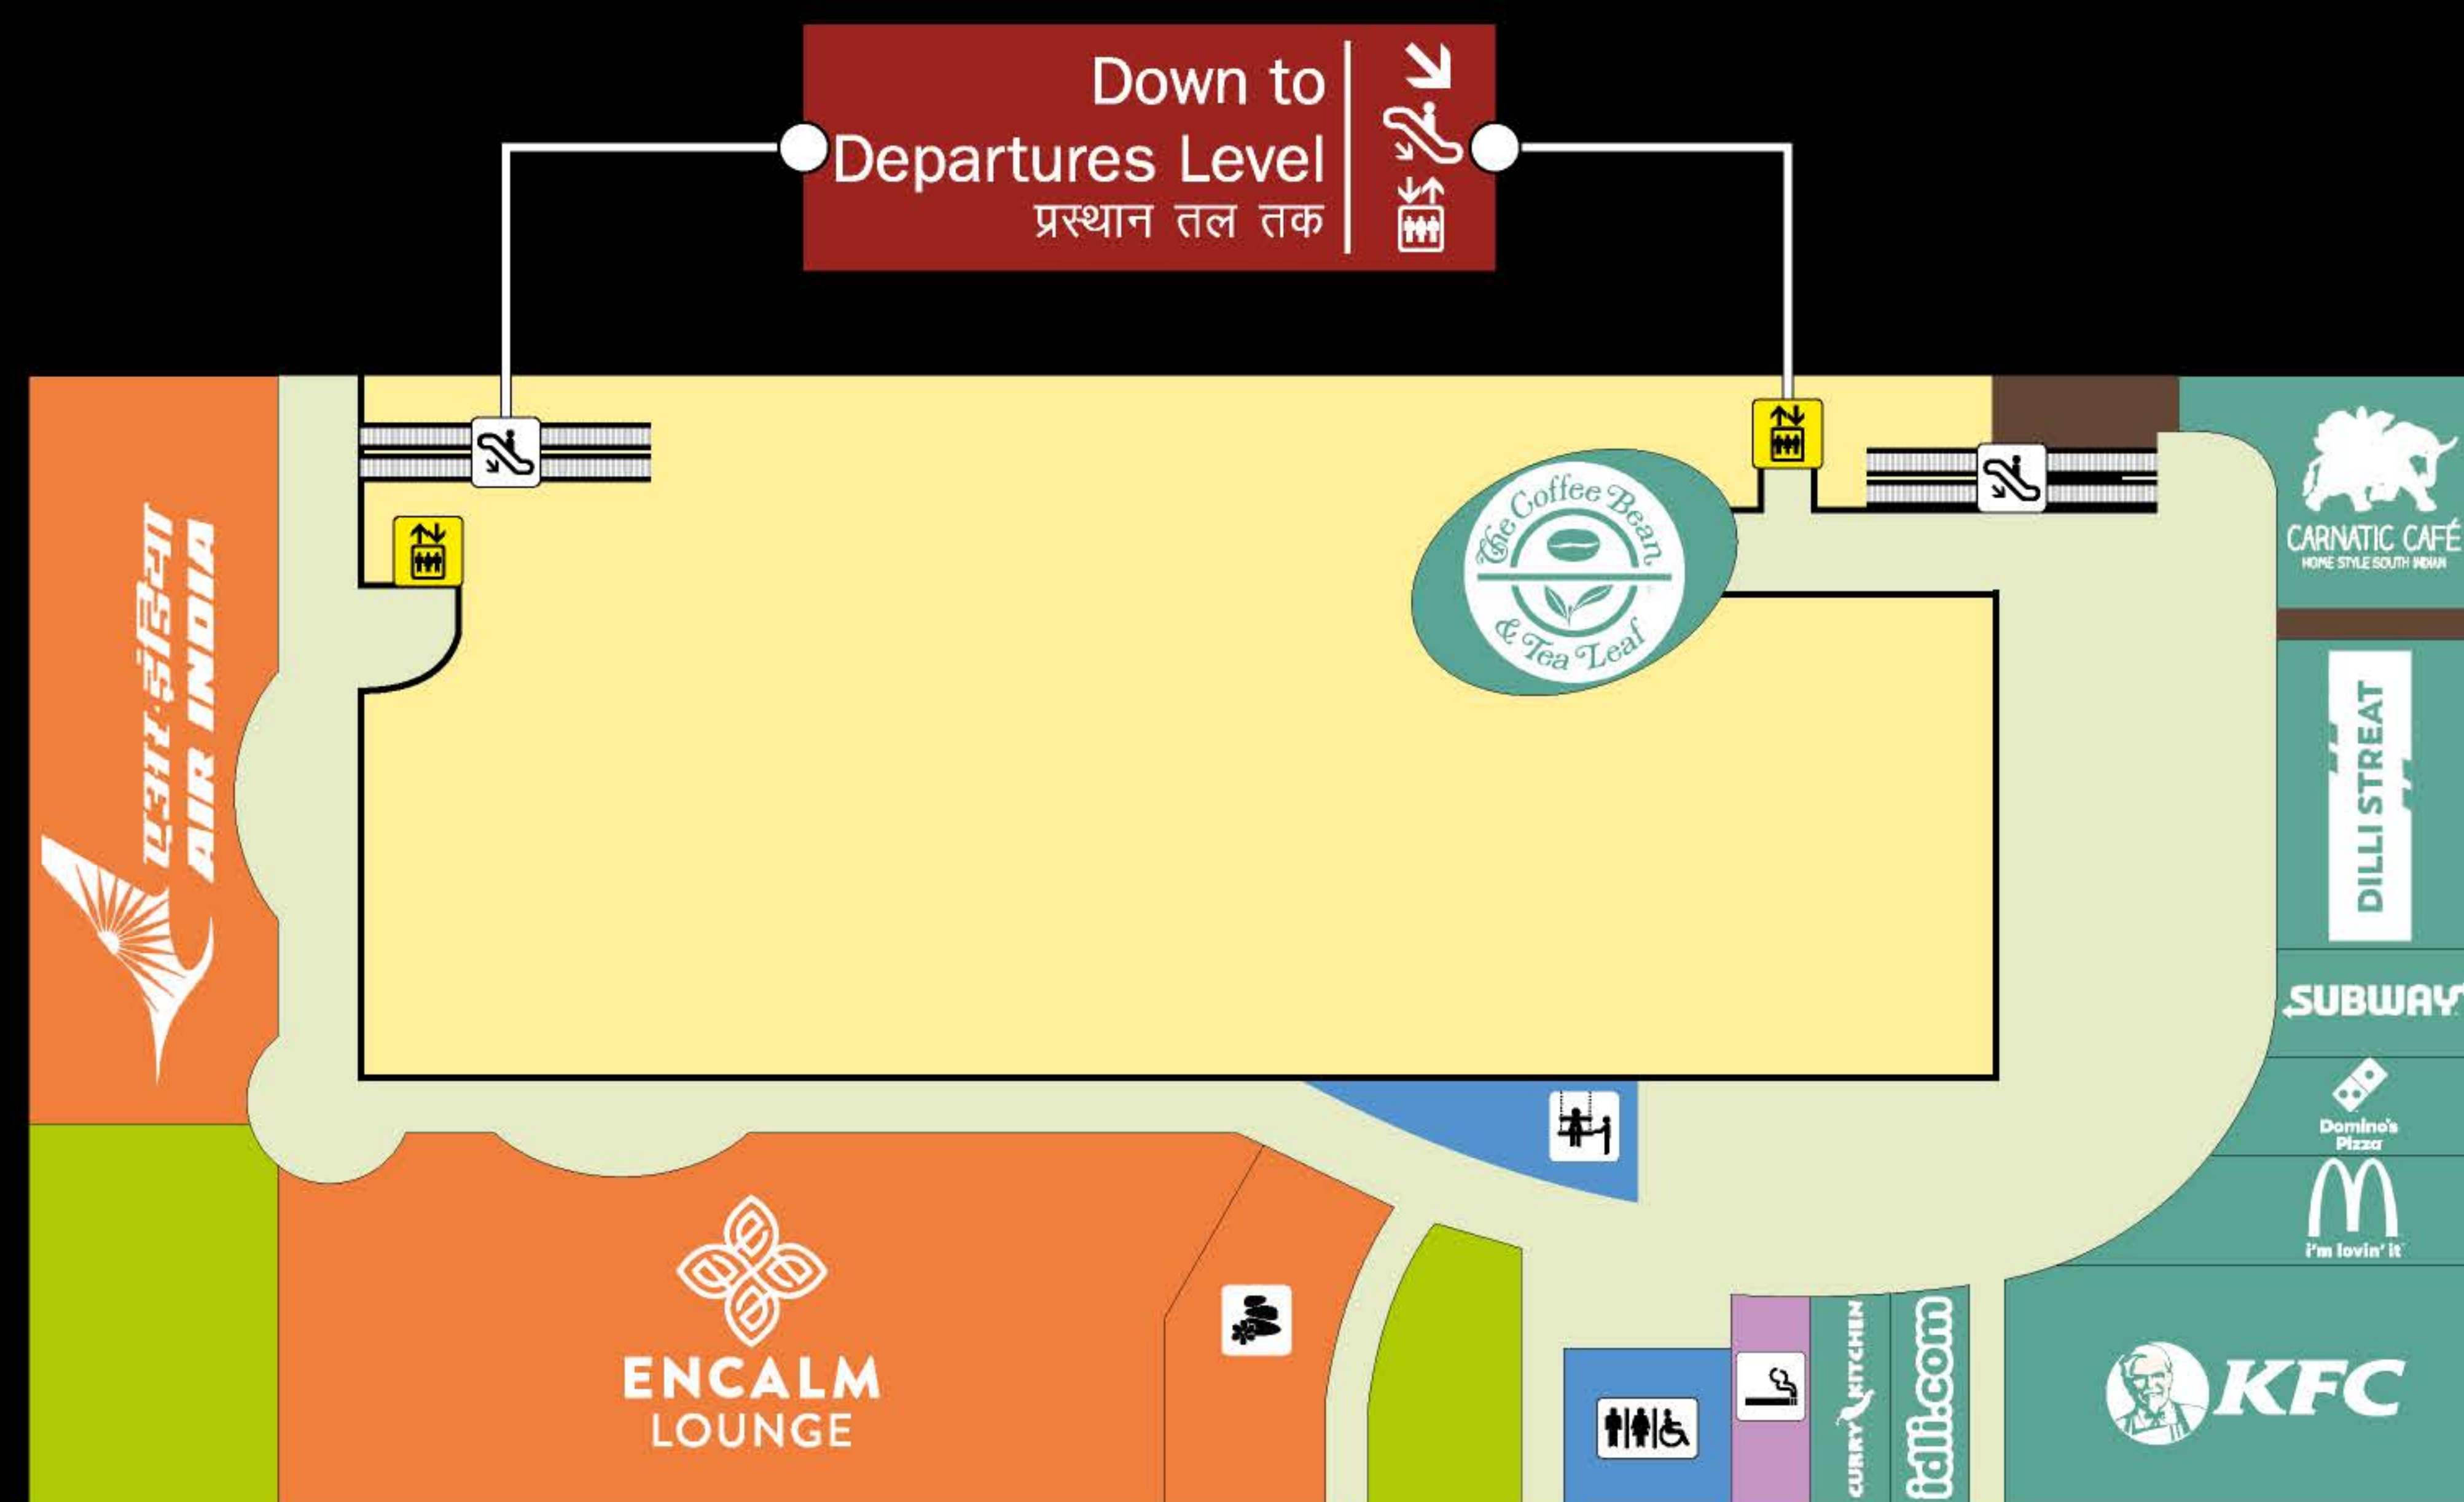 Down to
Departures Level
प्रस्थान तल तक
The Coffee Bean
& Tea Leaf
CARNATIC CAFÉ
HOME STYLE SOUTH INDIAN
एअर इंडिया
AIR INDIA
DILLI STREAT
SUBWAY
Domino's
Pizza
i'm lovin' it
ENCALM
LOUNGE
CURRY KITCHEN
idli.com
KFC